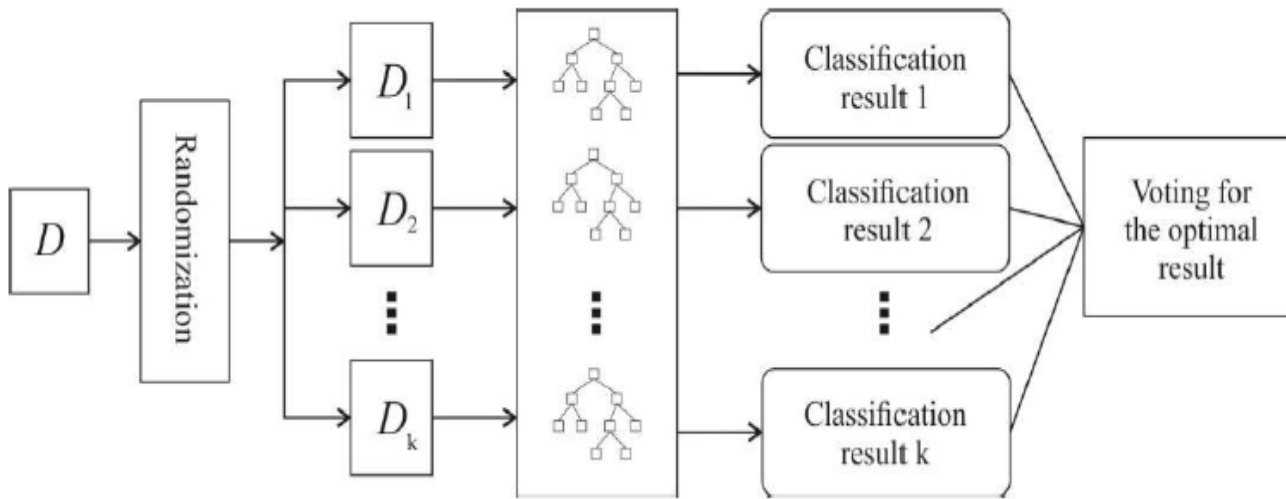 D
Randomization
D1
D2
Dk
Classification
result 1
Classification
result 2
Classification
result k
Voting for
the optimal
result